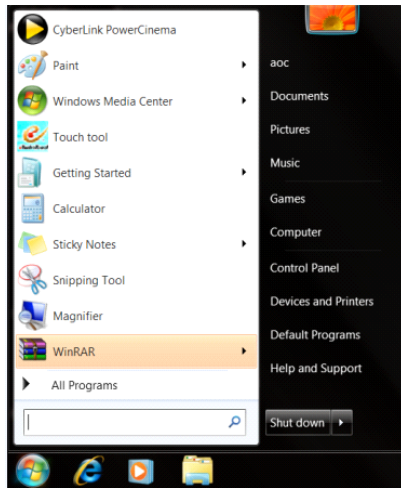 CyberLink PowerCinema
Paint
Windows Media Center
Touch tool
Getting Started
Calculator
Sticky Notes
Snipping Tool
Magnifier
WinRAR
All Programs
aoc
Documents
Pictures
Music
Games
Computer
Control Panel
Devices and Printers
Default Programs
Help and Support
Shut down